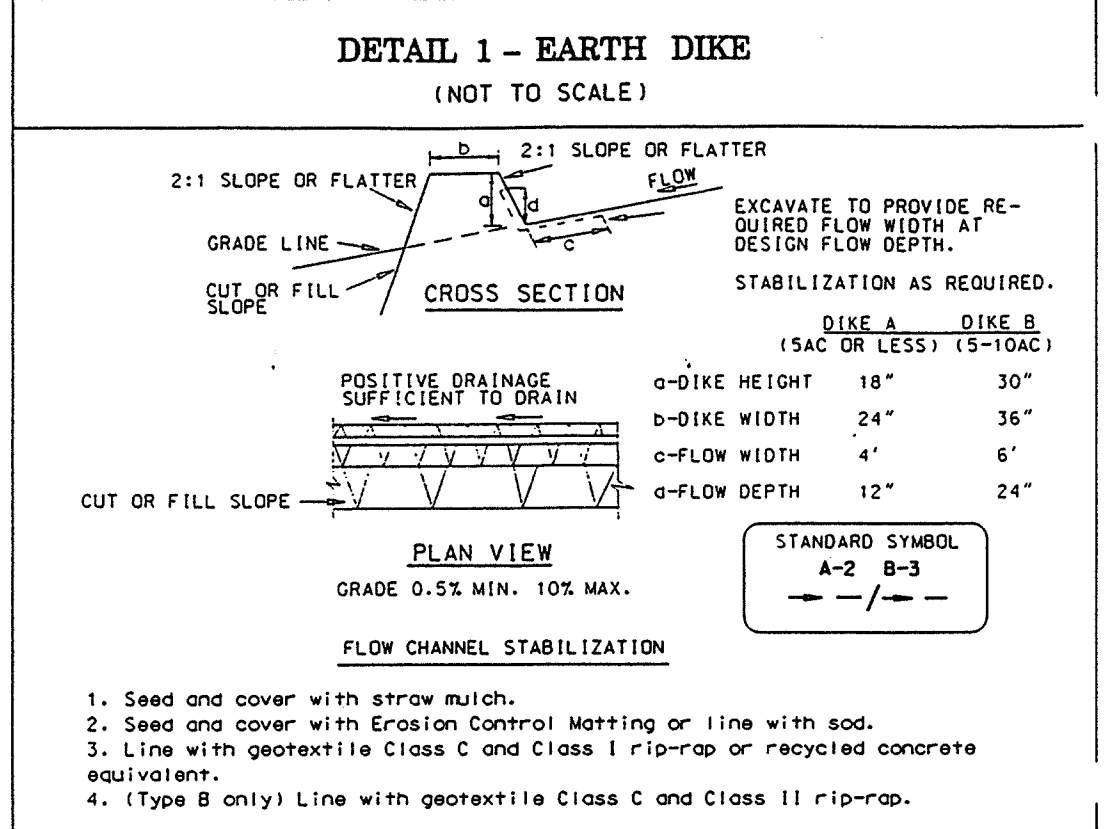 DETAIL 1 - EARTH DIKE
(NOT TO SCALE)
b
2:1 SLOPE OR FLATTER
2:1 SLOPE OR FLATTER
FLOW
a
d
c
GRADE LINE
CUT OR FILL
SLOPE
CROSS SECTION
EXCAVATE TO PROVIDE RE-
QUIRED FLOW WIDTH AT
DESIGN FLOW DEPTH.
STABILIZATION AS REQUIRED.
DIKE A DIKE B
(5AC OR LESS) (5-10AC)
a-DIKE HEIGHT 18" 30"
b-DIKE WIDTH 24" 36"
c-FLOW WIDTH 4' 6'
d-FLOW DEPTH 12" 24"
POSITIVE DRAINAGE
SUFFICIENT TO DRAIN
CUT OR FILL SLOPE
PLAN VIEW
GRADE 0.5% MIN. 10% MAX.
STANDARD SYMBOL
A-2 B-3
FLOW CHANNEL STABILIZATION
1. Seed and cover with straw mulch.
2. Seed and cover with Erosion Control Matting or line with sod.
3. Line with geotextile Class C and Class I rip-rap or recycled concrete
equivalent.
4. (Type B only) Line with geotextile Class C and Class II rip-rap.